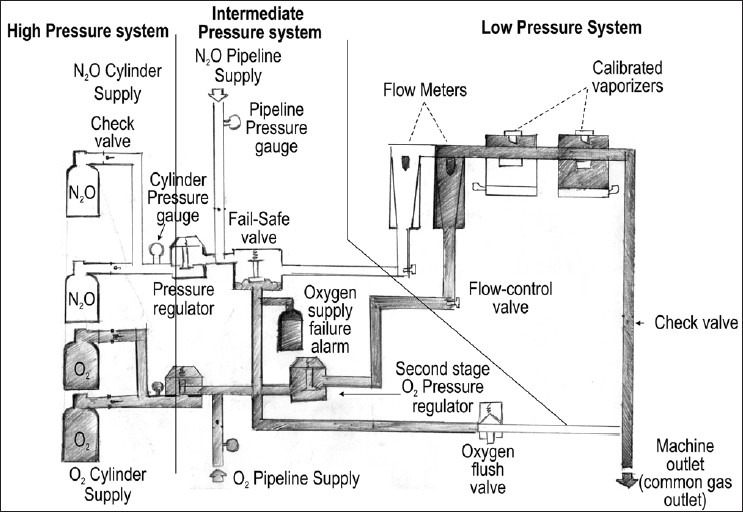 High Pressure system
Intermediate
Pressure system
Low Pressure System
N₂O Cylinder
Supply
Check
valve
N₂O
Cylinder
Pressure
gauge
N₂O
Pressure
regulator
O₂
O₂
O₂ Cylinder
Supply
N₂O Pipeline
Supply
Pipeline
Pressure
gauge
Fail-Safe
valve
Oxygen
supply
failure
alarm
Second stage
O₂ Pressure
regulator
O₂ Pipeline Supply
Flow Meters
Calibrated
vaporizers
Flow-control
valve
Check valve
Oxygen
flush
valve
Machine
outlet
(common gas
outlet)